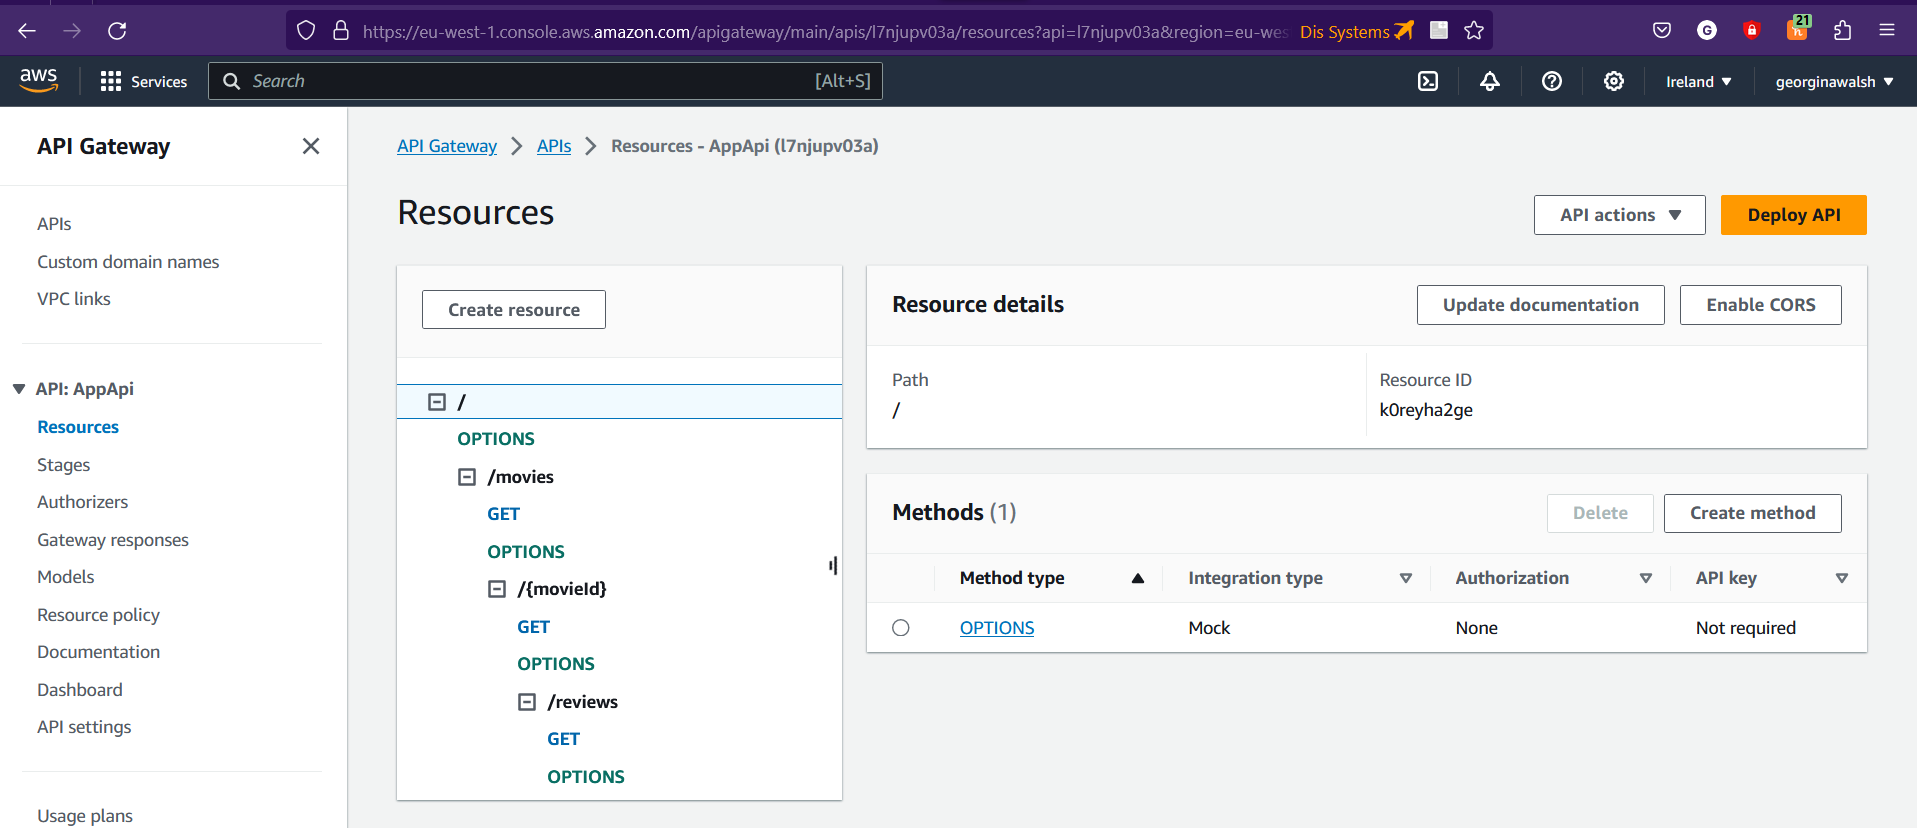 https://eu-west-1.console.aws.amazon.com/apigateway/main/apis/l7njupv03a/resources?api=l7njupv03a&region=eu-wes Dis Systems
G
21
aws Services Search [Alt+S] Ireland georginawalsh
API Gateway
APIs
Custom domain names
VPC links
API: AppApi
Resources
Stages
Authorizers
Gateway responses
Models
Resource policy
Documentation
Dashboard
API settings
Usage plans
API Gateway > APIs > Resources - AppApi (l7njupv03a)
Resources
API actions Deploy API
Create resource
/
OPTIONS
/movies
GET
OPTIONS
/{movieId}
GET
OPTIONS
/reviews
GET
OPTIONS
Resource details
Update documentation Enable CORS
Path Resource ID
/ k0reyha2ge
Methods (1)
Delete Create method
Method type Integration type Authorization API key
OPTIONS Mock None Not required